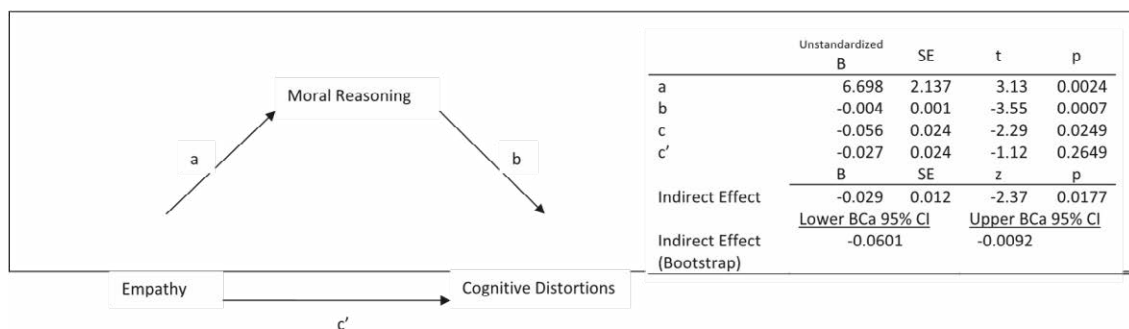 Moral Reasoning
a
b
Empathy
Cognitive Distortions
c'
Unstandardized
B SE t p
a 6.698 2.137 3.13 0.0024
b -0.004 0.001 -3.55 0.0007
c -0.056 0.024 -2.29 0.0249
c' -0.027 0.024 -1.12 0.2649
B SE z p
Indirect Effect -0.029 0.012 -2.37 0.0177
Lower BCa 95% CI Upper BCa 95% CI
Indirect Effect -0.0601 -0.0092
(Bootstrap)